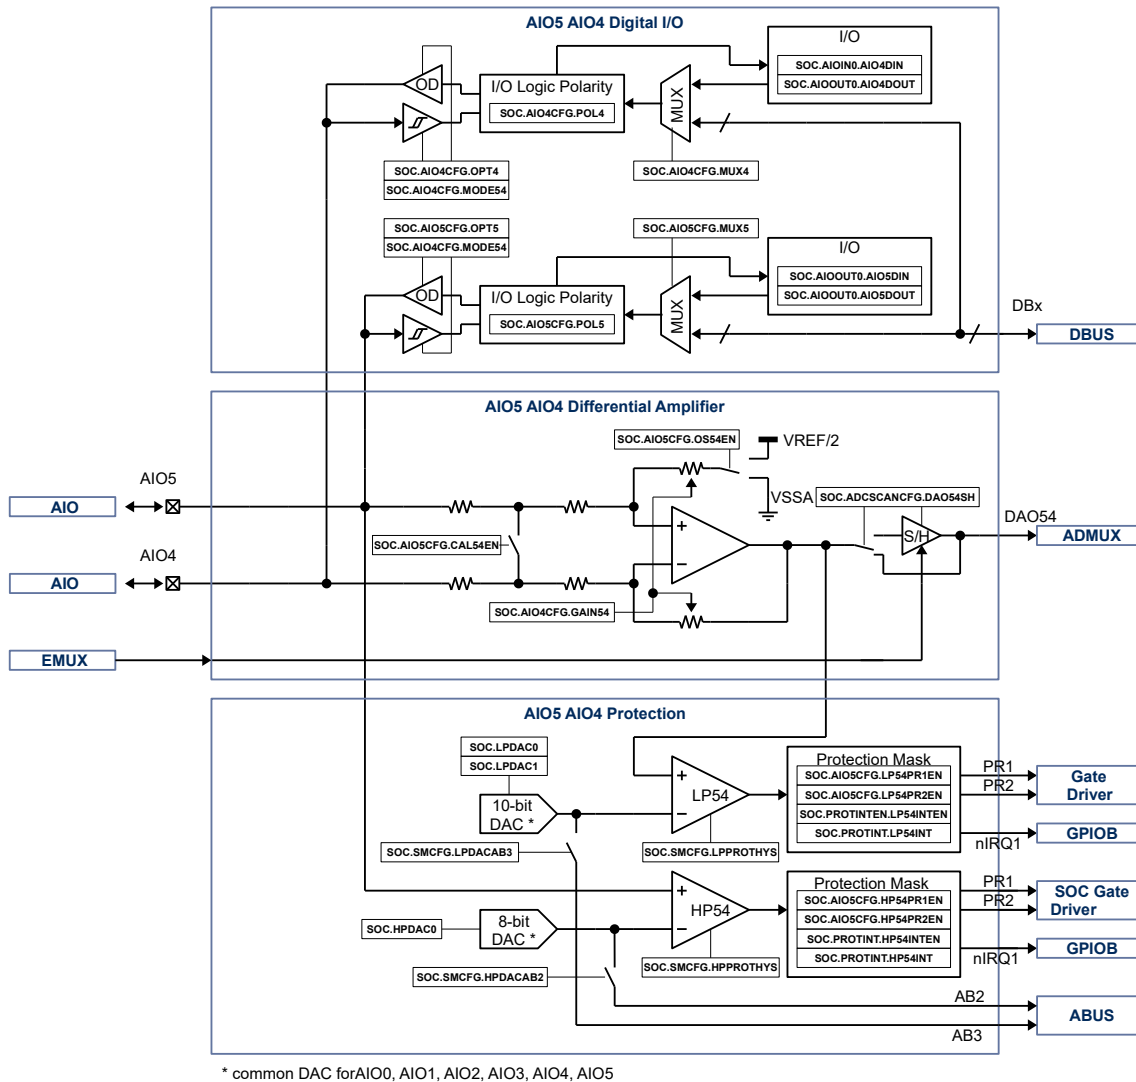 AIO5 AIO4 Digital I/O
I/O
SOC.AIOIN0.AIO4DIN
SOC.AIOOUT0.AIO4DOUT
OD
I/O Logic Polarity
SOC.AIO4CFG.POL4
MUX
SOC.AIO4CFG.OPT4
SOC.AIO4CFG.MODE54
SOC.AIO4CFG.MUX4
SOC.AIO5CFG.OPT5
SOC.AIO4CFG.MODE54
SOC.AIO5CFG.MUX5
I/O
SOC.AIOOUT0.AIO5DIN
SOC.AIOOUT0.AIO5DOUT
OD
I/O Logic Polarity
SOC.AIO5CFG.POL5
MUX
DBx
DBUS
AIO5 AIO4 Differential Amplifier
SOC.AIO5CFG.OS54EN
VREF/2
VSSA
SOC.ADCSCANCFG.DAO54SH
AIO5
AIO
DAO54
S/H
ADMUX
+
−
SOC.AIO5CFG.CAL54EN
AIO4
AIO
SOC.AIO4CFG.GAIN54
EMUX
AIO5 AIO4 Protection
SOC.LPDAC0
SOC.LPDAC1
10-bit
DAC *
+
−
LP54
Protection Mask
SOC.AIO5CFG.LP54PR1EN
SOC.AIO5CFG.LP54PR2EN
SOC.PROTINTEN.LP54INTEN
SOC.PROTINT.LP54INT
PR1
PR2
Gate
Driver
nIRQ1
GPIOB
SOC.SMCFG.LPDACAB3
SOC.SMCFG.LPPROTHYS
SOC.HPDAC0
8-bit
DAC *
+
−
HP54
Protection Mask
SOC.AIO5CFG.HP54PR1EN
SOC.AIO5CFG.HP54PR2EN
SOC.PROTINT.HP54INTEN
SOC.PROTINT.HP54INT
PR1
PR2
SOC Gate
Driver
nIRQ1
GPIOB
SOC.SMCFG.HPDACAB2
SOC.SMCFG.HPPROTHYS
AB2
AB3
ABUS
* common DAC forAIO0, AIO1, AIO2, AIO3, AIO4, AIO5